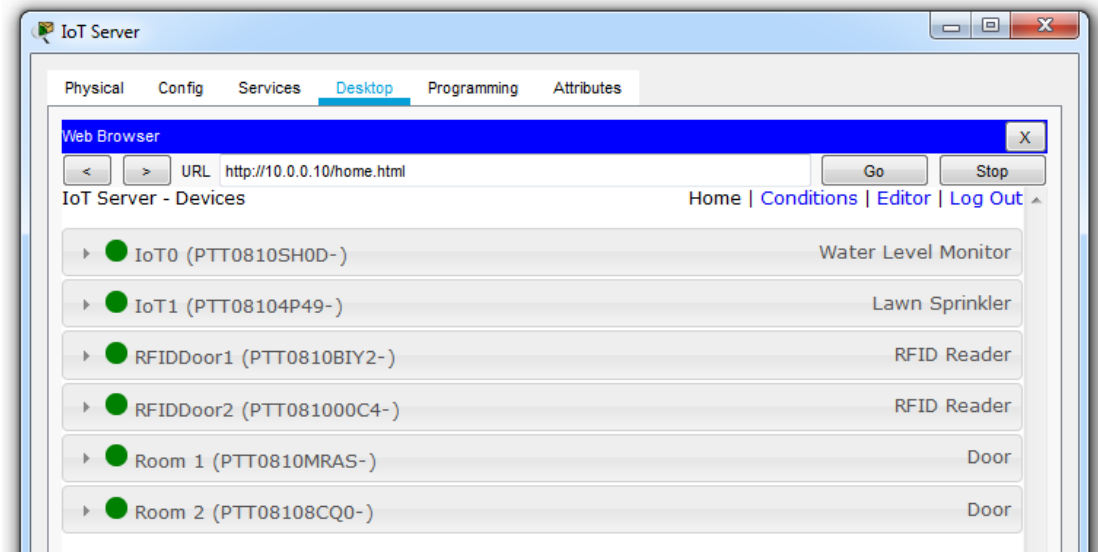 IoT Server
Physical Config Services Desktop Programming Attributes
Web Browser X
< > URL http://10.0.0.10/home.html Go Stop
IoT Server - Devices Home | Conditions | Editor | Log Out
IoT0 (PTT0810SH0D-) Water Level Monitor
IoT1 (PTT08104P49-) Lawn Sprinkler
RFIDDoor1 (PTT0810BIY2-) RFID Reader
RFIDDoor2 (PTT081000C4-) RFID Reader
Room 1 (PTT0810MRAS-) Door
Room 2 (PTT08108CQ0-) Door